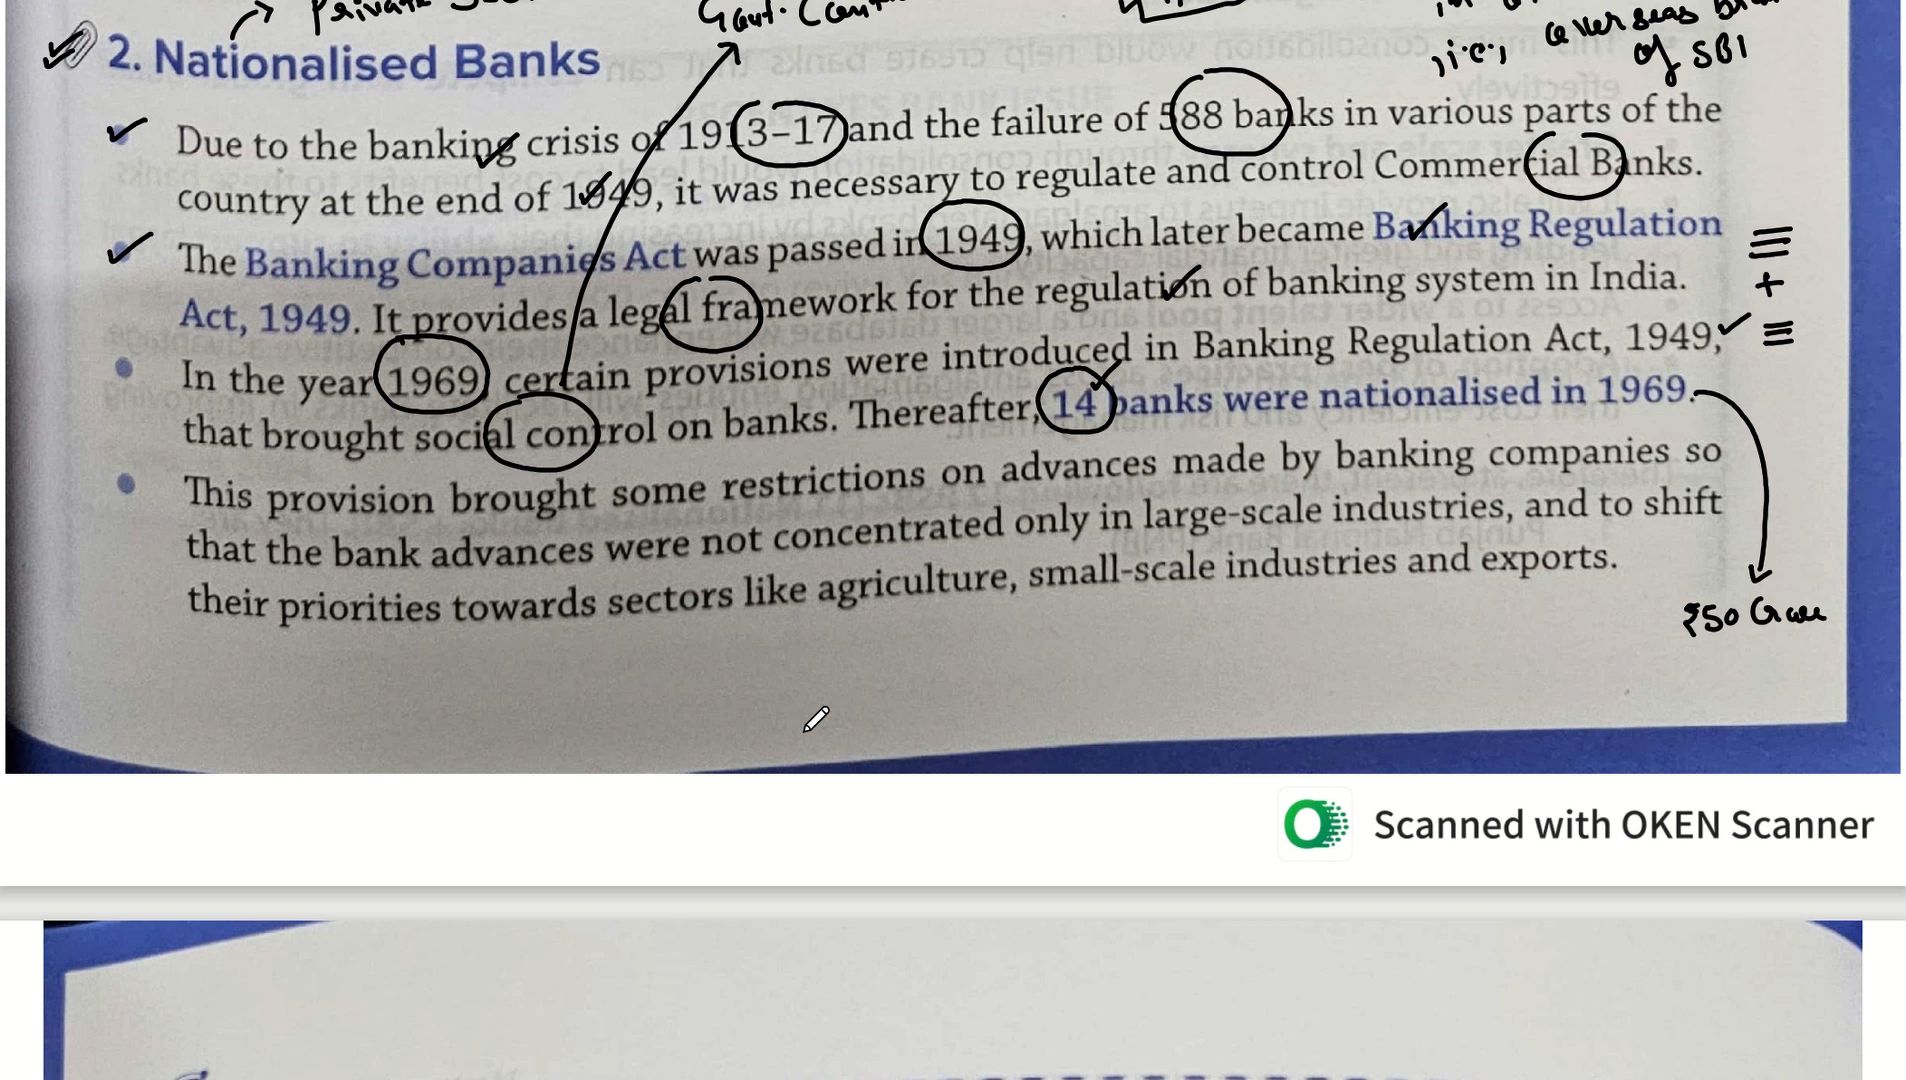 Private
Govt.
i.e., overseas
of SBI
2. Nationalised Banks
Due to the banking crisis of 1913–17 and the failure of 588 banks in various parts of the
country at the end of 1949, it was necessary to regulate and control Commercial Banks.
The Banking Companies Act was passed in 1949, which later became Banking Regulation
Act, 1949. It provides a legal framework for the regulation of banking system in India.
In the year 1969, certain provisions were introduced in Banking Regulation Act, 1949,
that brought social control on banks. Thereafter, 14 banks were nationalised in 1969.
This provision brought some restrictions on advances made by banking companies so
that the bank advances were not concentrated only in large-scale industries, and to shift
their priorities towards sectors like agriculture, small-scale industries and exports.
₹50 Crore
Scanned with OKEN Scanner